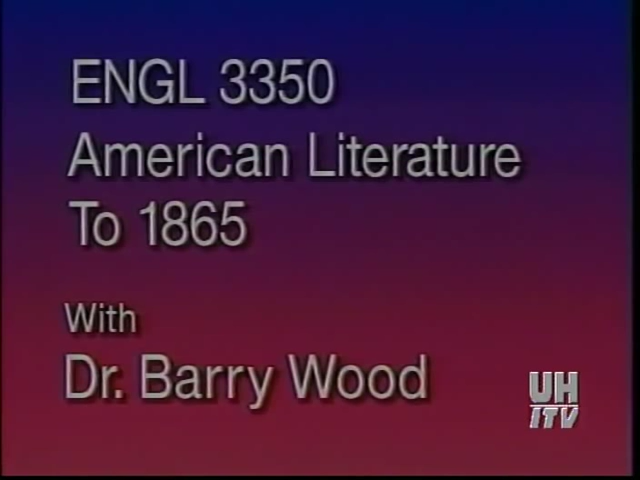 ENGL 3350
American Literature
To 1865
With
Dr. Barry Wood
UH
ITV